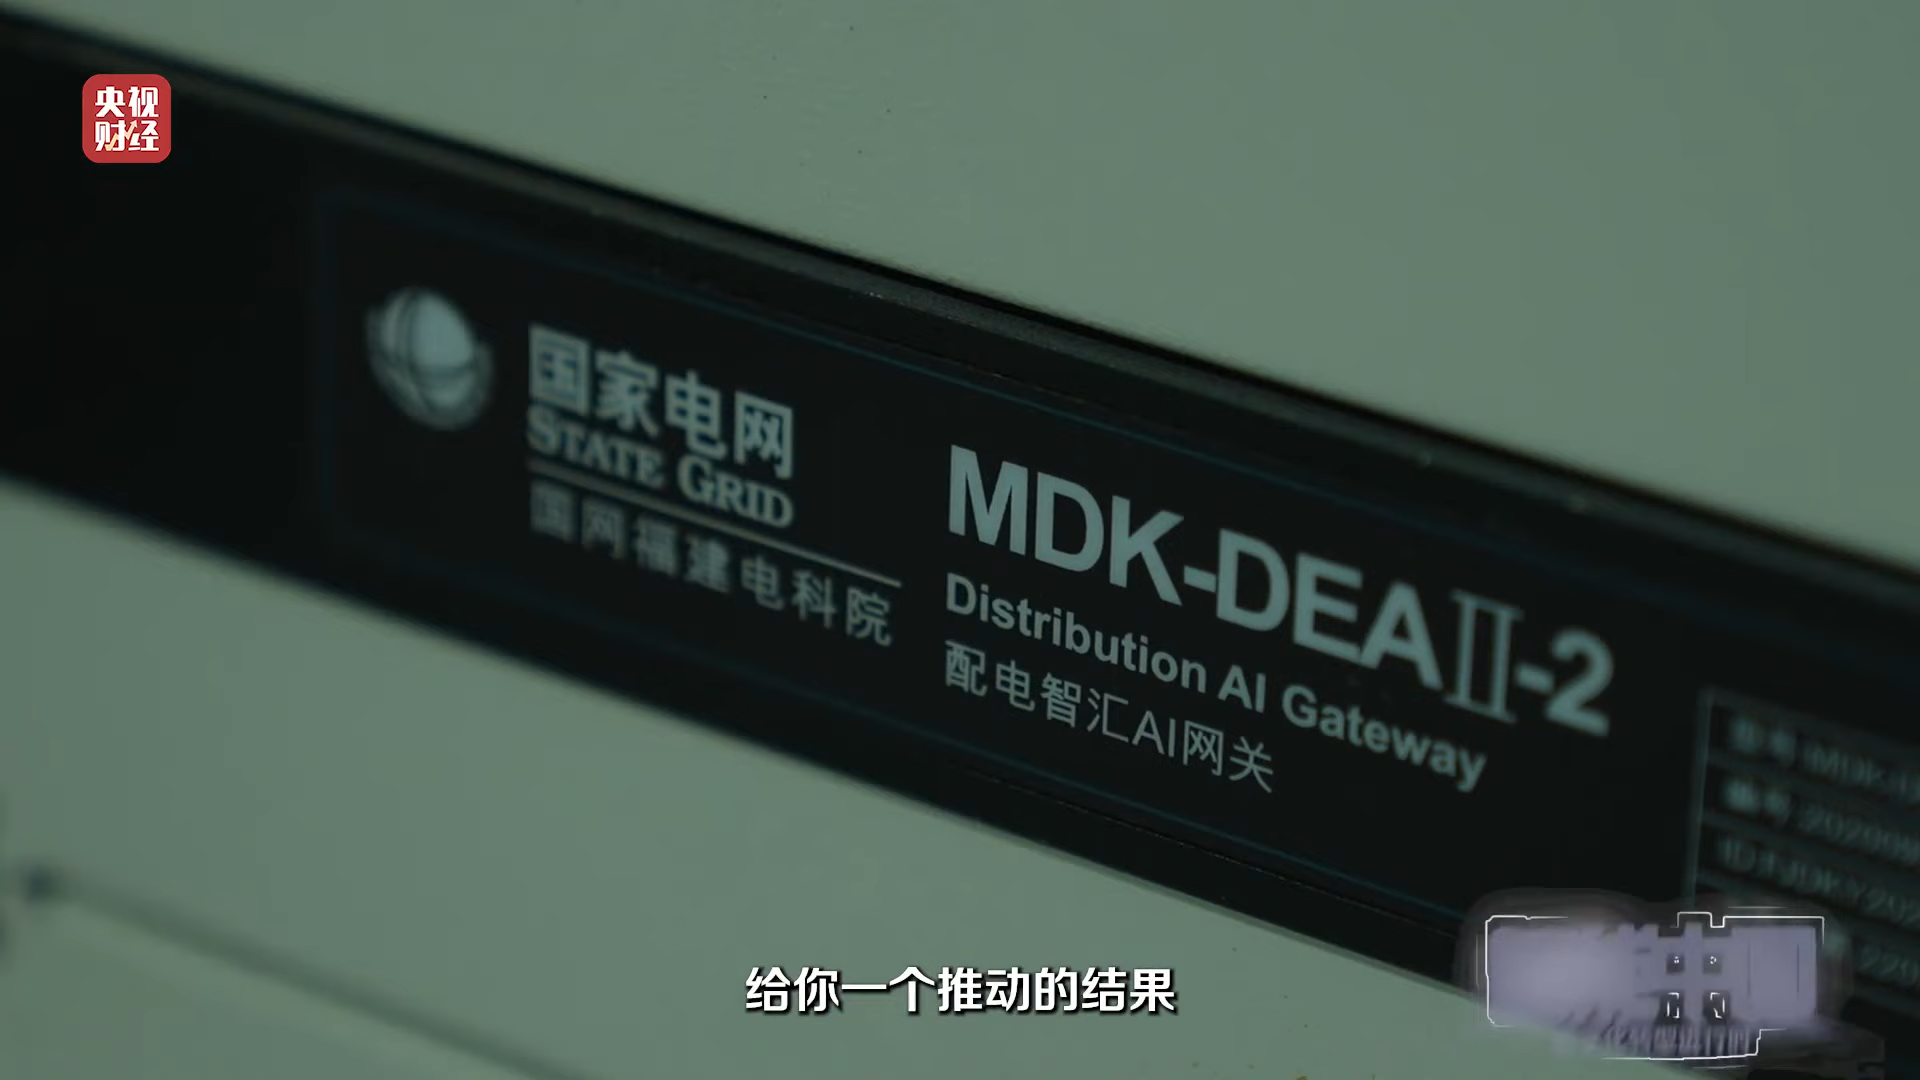 央视
财经
国家电网
STATE GRID
国网福建电科院
MDK-DEAⅡ-2
Distribution AI Gateway
配电智汇AI网关
给你一个推动的结果